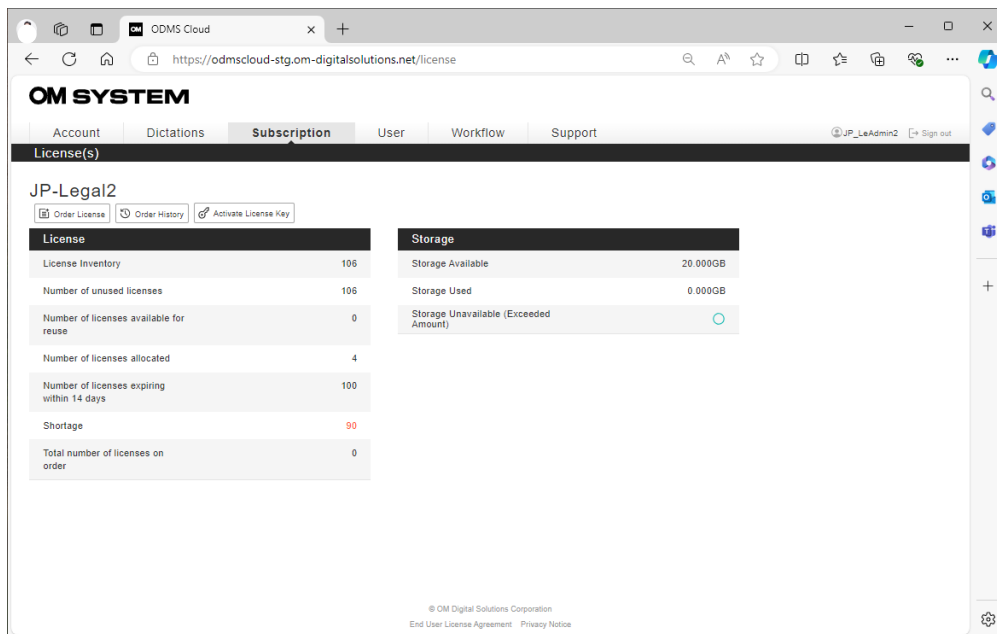 OM ODMS Cloud
https://odmscloud-stg.om-digitalsolutions.net/license
OM SYSTEM
Account Dictations Subscription User Workflow Support JP_LeAdmin2 Sign out
License(s)
JP-Legal2
Order License Order History Activate License Key
License
License Inventory 106
Number of unused licenses 106
Number of licenses available for
reuse 0
Number of licenses allocated 4
Number of licenses expiring
within 14 days 100
Shortage 90
Total number of licenses on
order 0
Storage
Storage Available 20.000GB
Storage Used 0.000GB
Storage Unavailable (Exceeded
Amount)
© OM Digital Solutions Corporation
End User License Agreement Privacy Notice